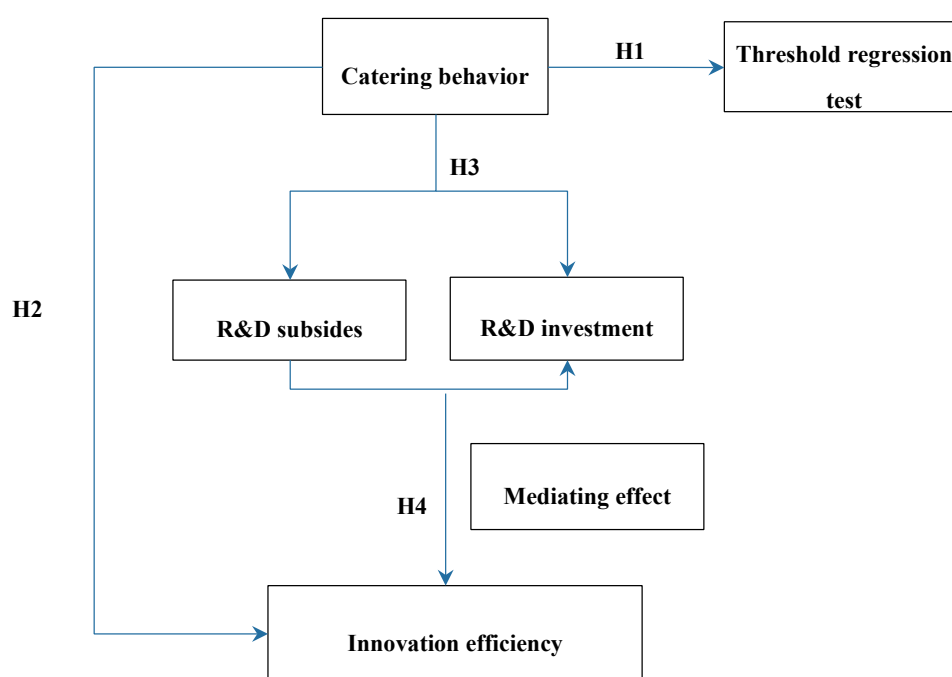 H1
Threshold regression
test
Catering behavior
H3
H2
R&D subsides
R&D investment
Mediating effect
H4
Innovation efficiency